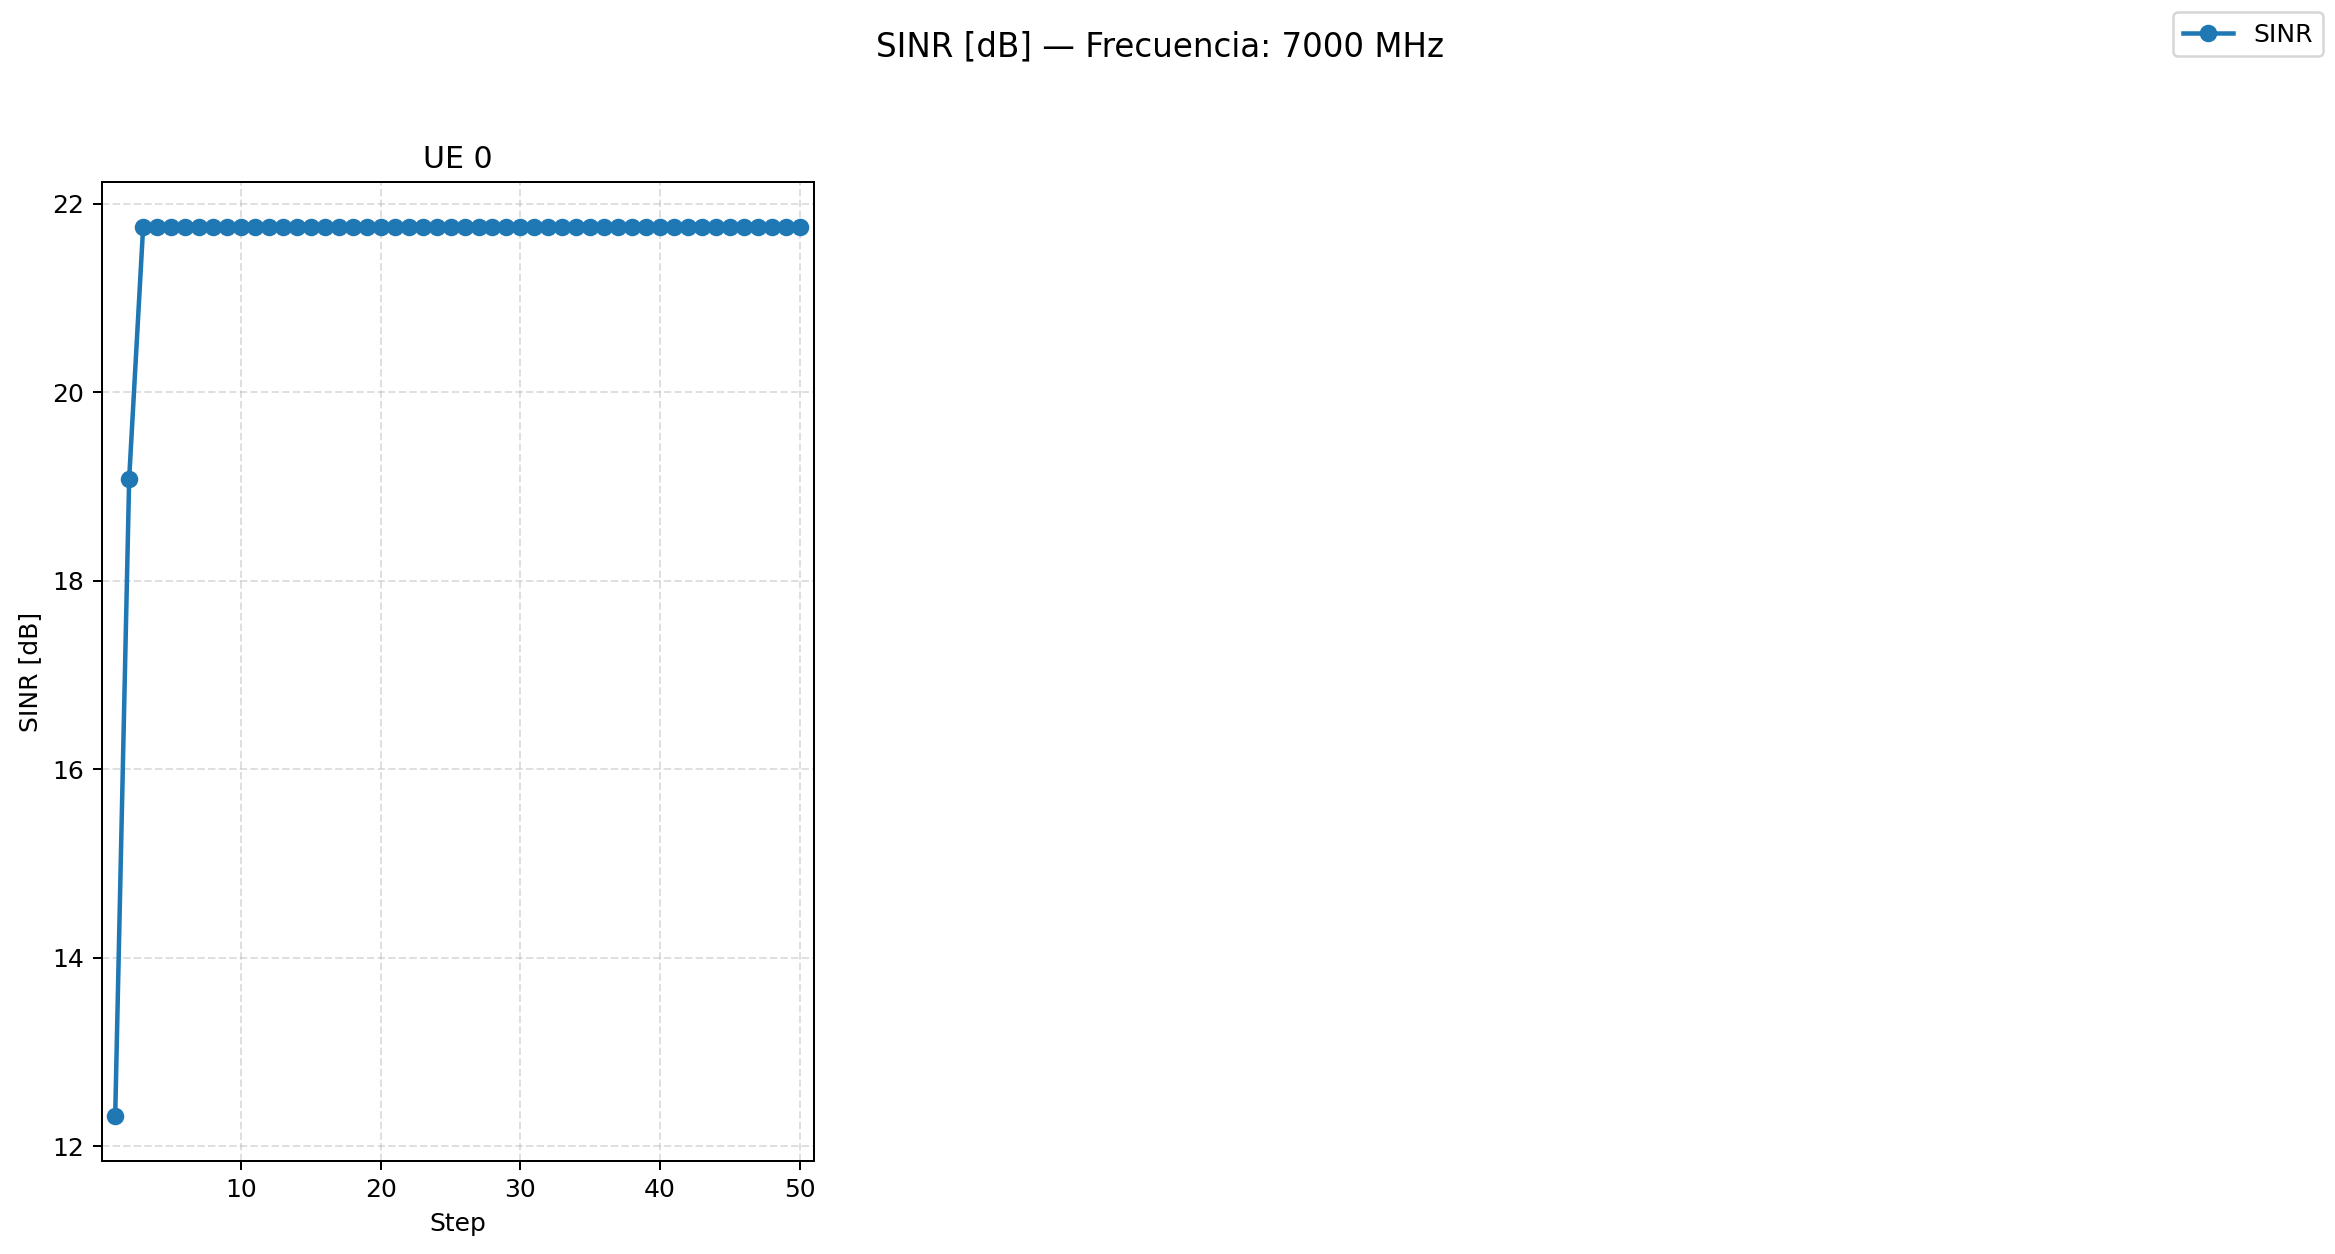 SINR [dB] — Frecuencia: 7000 MHz
SINR
UE 0
22
20
18
16
14
12
SINR [dB]
10 20 30 40 50
Step